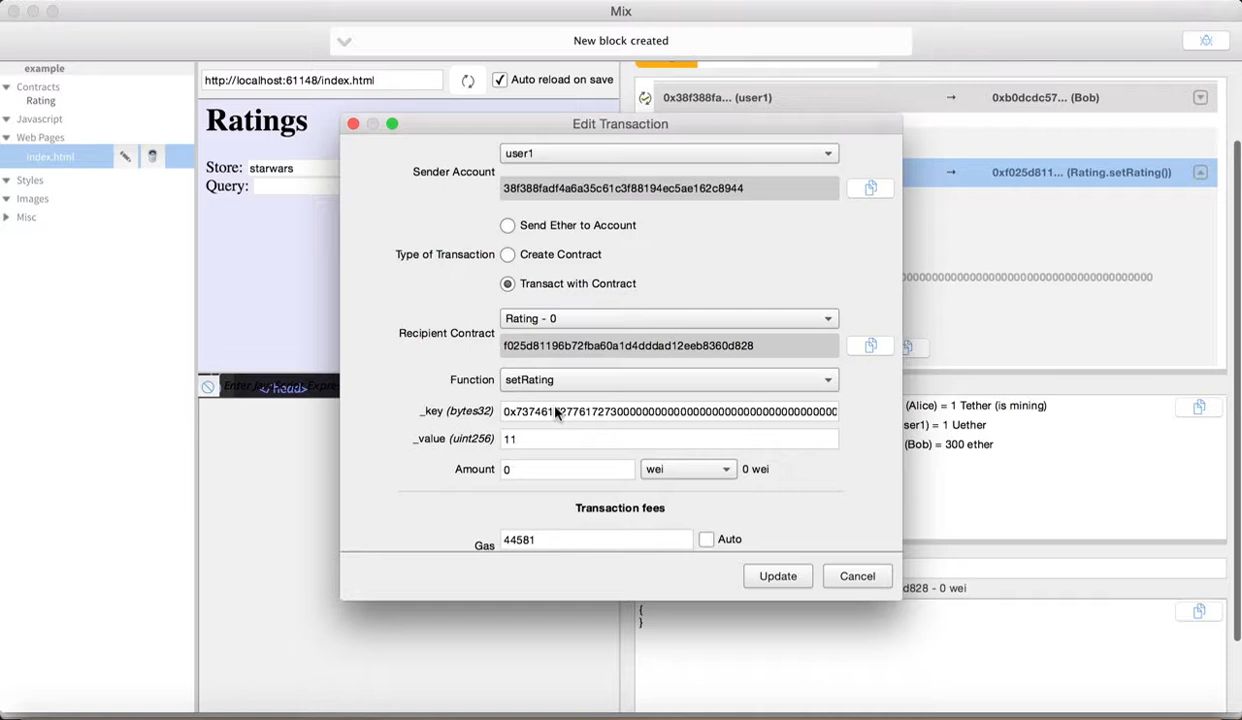 Mix
New block created
example
Contracts
Rating
Javascript
Web Pages
index.html
Styles
Images
Misc
http://localhost:61148/index.html
Auto reload on save
Ratings
Store: starwars
Query:
</head>
0x38f388fa... (user1) → 0xb0dcdc57... (Bob)
→ 0xf025d811... (Rating.setRating())
(Alice) = 1 Tether (is mining)
ser1) = 1 Uether
(Bob) = 300 ether
d828 - 0 wei
{
}
Edit Transaction
Sender Account
user1
38f388fadf4a6a35c61c3f88194ec5ae162c8944
Type of Transaction
Send Ether to Account
Create Contract
Transact with Contract
Recipient Contract
Rating - 0
f025d81196b72fba60a1d4dddad12eeb8360d828
Function
setRating
_key (bytes32)
_value (uint256)
11
Amount
0
wei
0 wei
Transaction fees
Gas
44581
Auto
Update
Cancel